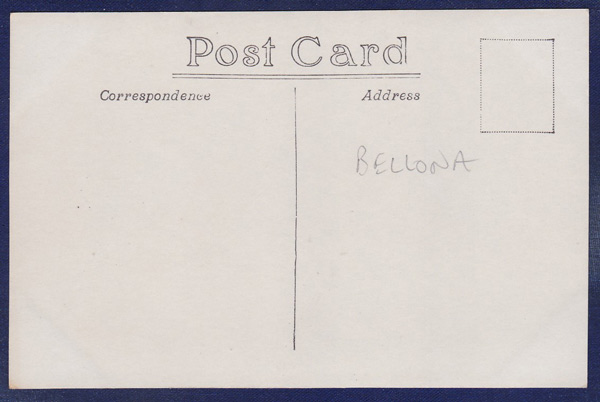 Post Card
Correspondence
Address
BELLONA